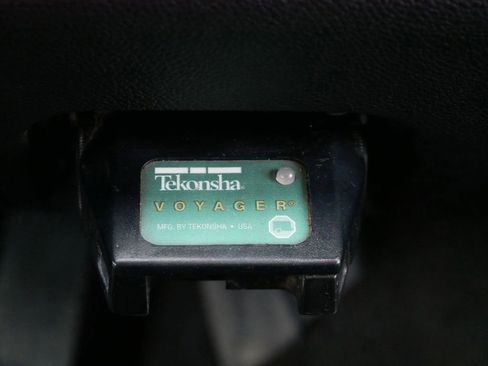 Tekonsha®
VOYAGER®
MFG. BY TEKONSHA • USA